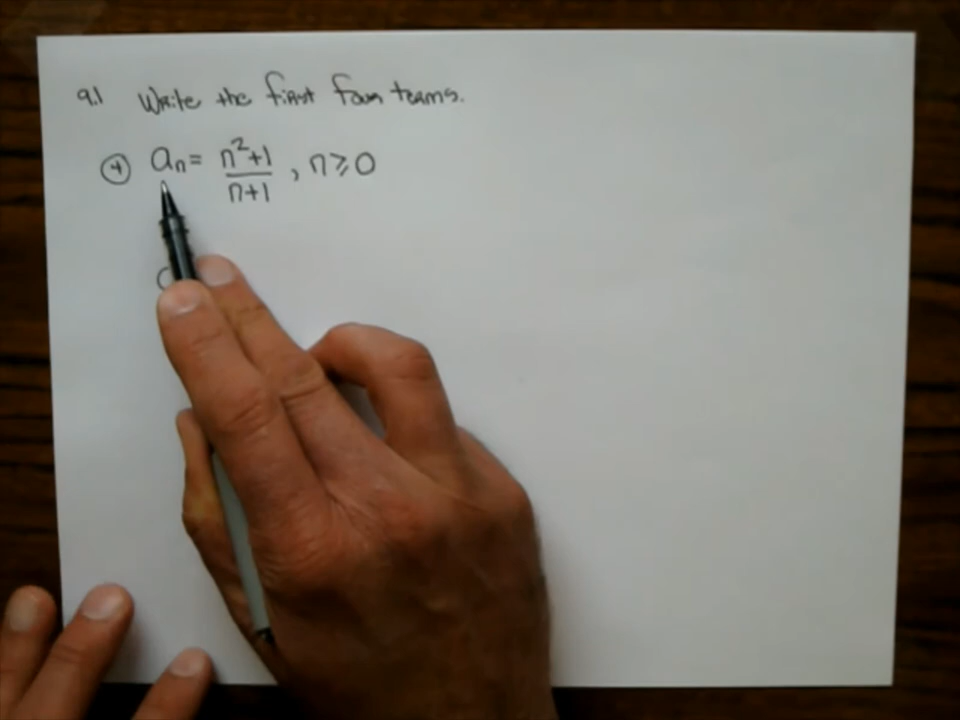 9.1 Write the first four terms.
④ aₙ = n²+1 / n+1 , n ≥ 0